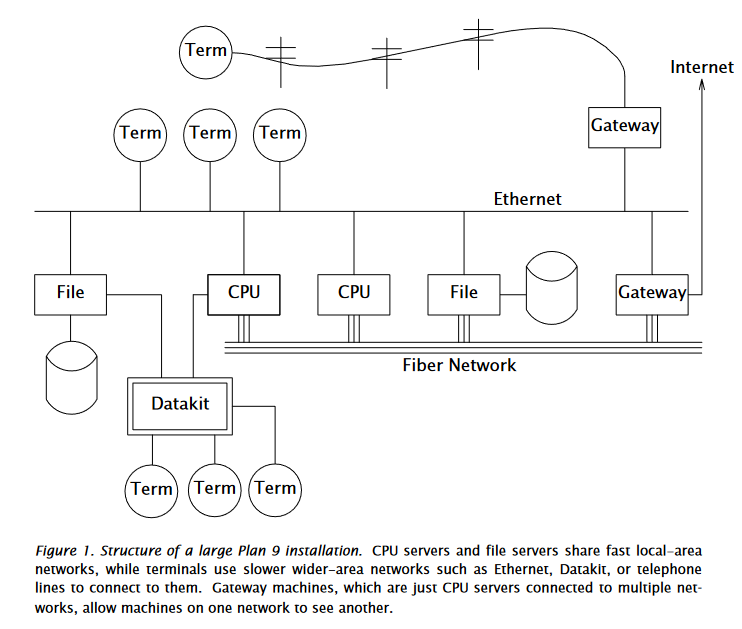 Term
Internet
Gateway
Term Term Term
Ethernet
File CPU CPU File Gateway
Fiber Network
Datakit
Term Term Term
Figure 1. Structure of a large Plan 9 installation. CPU servers and file servers share fast local-area
networks, while terminals use slower wider-area networks such as Ethernet, Datakit, or telephone
lines to connect to them. Gateway machines, which are just CPU servers connected to multiple net-
works, allow machines on one network to see another.